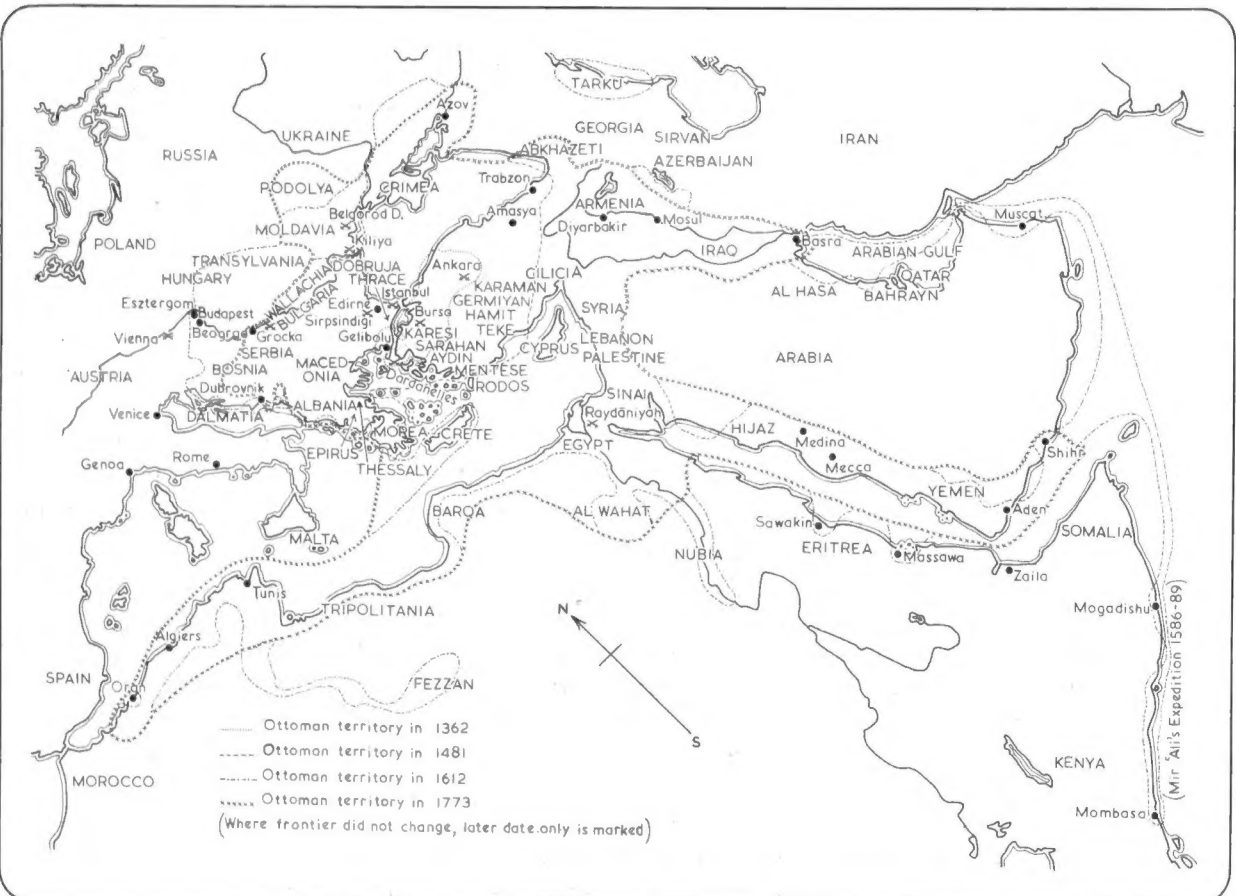 TARKU
Azov
GEORGIA
SIRVAN
IRAN
UKRAINE
RUSSIA
ABKHAZETI
AZERBAIJAN
PODOLYA
CRIMEA
Trabzon
ARMENIA
Belgorod D.
Amasya
Diyarbakir
Mosul
Muscat
MOLDAVIA
POLAND
Kiliya
Basra
ARABIAN-GULF
TRANSYLVANIA
DOBRUJA
Ankara
IRAQ
HUNGARY
WALLACHIA
THRACE
CILICIA
QATAR
BULGARIA
Istanbul
KARAMAN
AL HASA
BAHRAYN
Esztergom
Budapest
Edirne
Bursa
GERMIYAN
SYRIA
Beograd
Sirpsindigi
HAMIT
Vienna
Grocka
KARESI
TEKE
LEBANON
SERBIA
Gelibolu
SARAHAN
CYPRUS
PALESTINE
ARABIA
BOSNIA
MACED
ONIA
AYDIN
AUSTRIA
Dardanelles
MENTESE
RODOS
Dubrovnik
SINAI
Venice
DALMATIA
ALBANIA
Raydaniyah
HIJAZ
Medina
MOREA
CRETE
EGYPT
Genoa
Rome
EPIRUS
THESSALY
Mecca
Shihr
YEMEN
BARQA
AL WAHAT
Aden
MALTA
Sawakin
SOMALIA
NUBIA
ERITREA
Massawa
Tunis
Zaila
TRIPOLITANIA
N
Mogadishu
Algiers
SPAIN
Oran
FEZZAN
(Mir ʿAli's Expedition 1586-89)
Ottoman territory in 1362
S
Ottoman territory in 1481
MOROCCO
Ottoman territory in 1612
KENYA
Ottoman territory in 1773
Mombasa
(Where frontier did not change, later date only is marked)